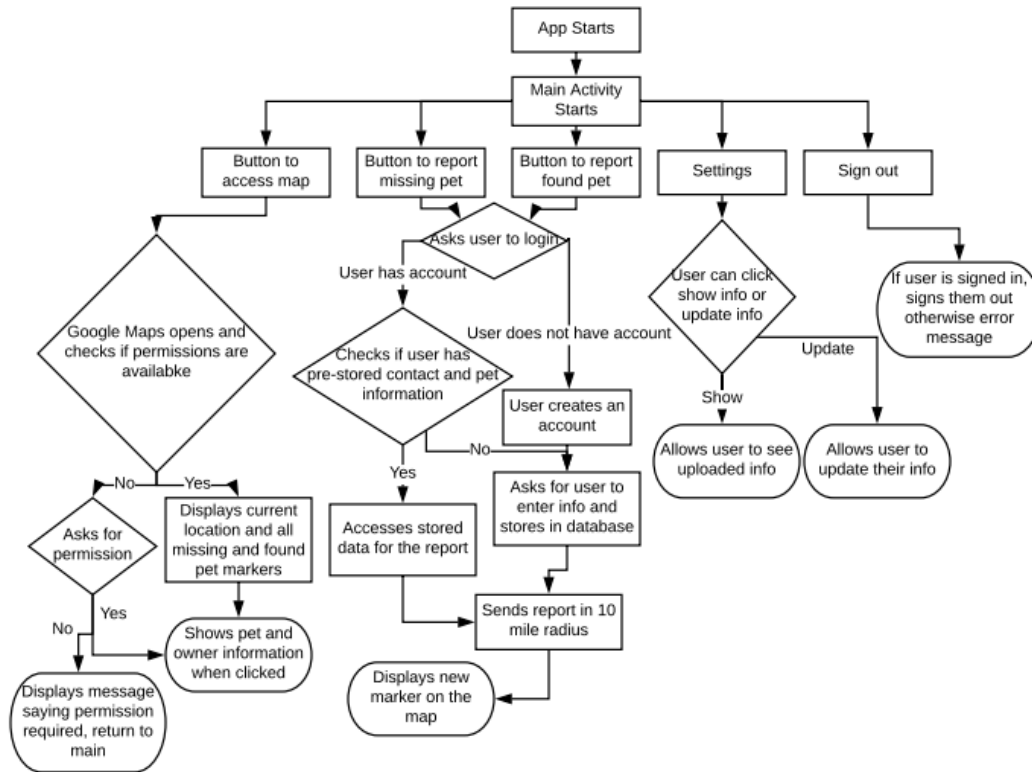 App Starts
Main Activity
Starts
Button to
access map
Button to report
missing pet
Button to report
found pet
Settings
Sign out
Asks user to login
User has account
User does not have account
User can click
show info or
update info
If user is signed in,
signs them out
otherwise error
message
Google Maps opens and
checks if permissions are
availabke
Checks if user has
pre-stored contact and pet
information
Update
Show
User creates an
account
No
Yes
Allows user to see
uploaded info
Allows user to
update their info
No
Yes
Asks for
permission
Displays current
location and all
missing and found
pet markers
Accesses stored
data for the report
Asks for user to
enter info and
stores in database
No
Yes
Shows pet and
owner information
when clicked
Sends report in 10
mile radius
Displays message
saying permission
required, return to
main
Displays new
marker on the
map